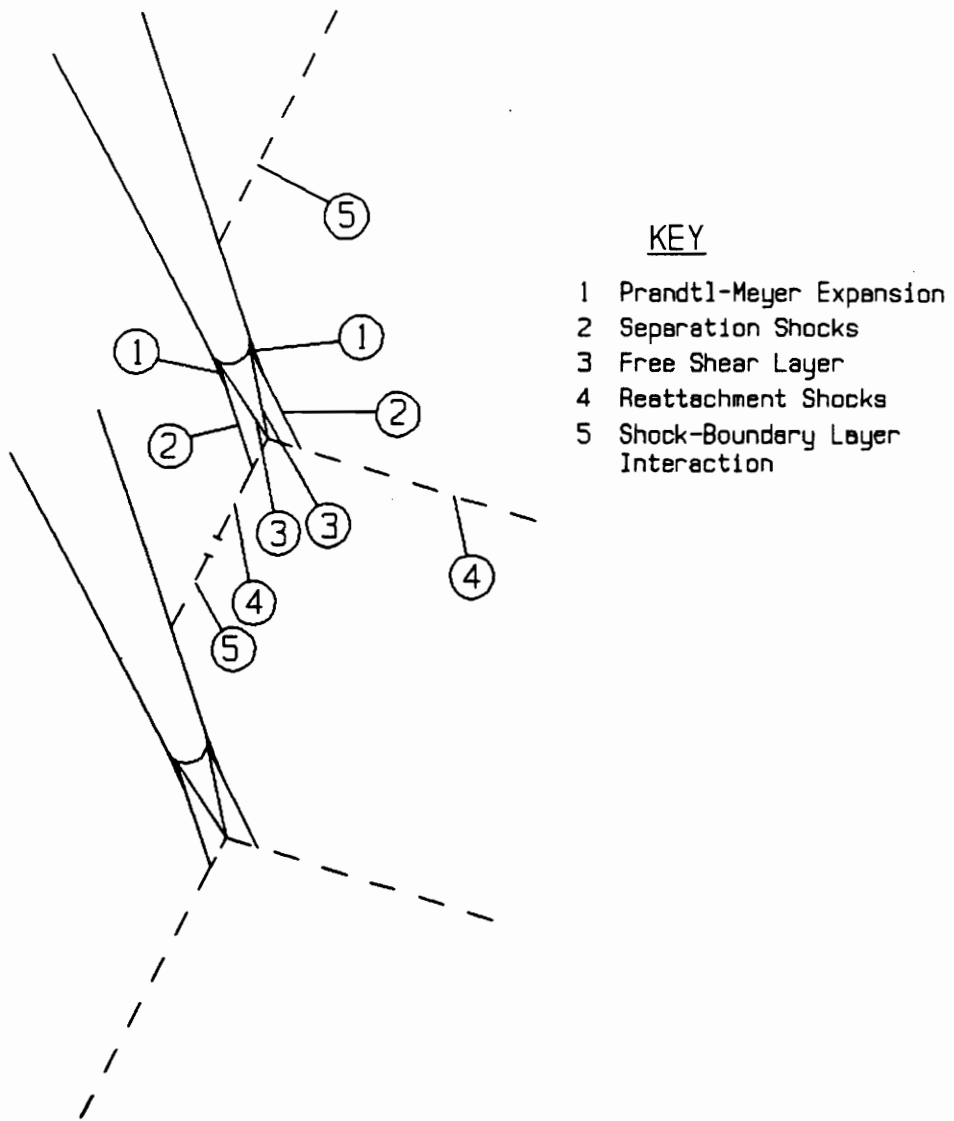 5
KEY
1 Prandtl-Meyer Expansion
2 Separation Shocks
3 Free Shear Layer
4 Reattachment Shocks
5 Shock-Boundary Layer
Interaction
1
1
2
2
3
3
4
4
5